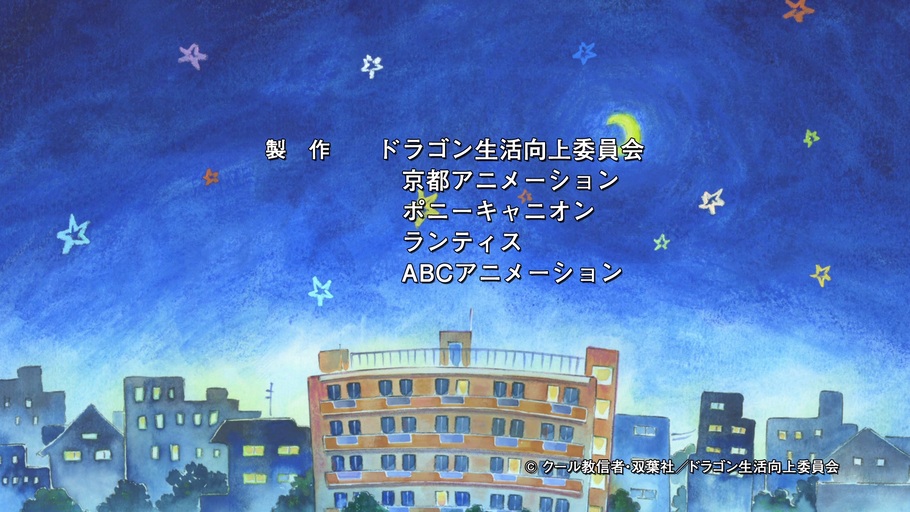 製　作　　ドラゴン生活向上委員会
京都アニメーション
ポニーキャニオン
ランティス
ABCアニメーション
© クール教信者・双葉社／ドラゴン生活向上委員会